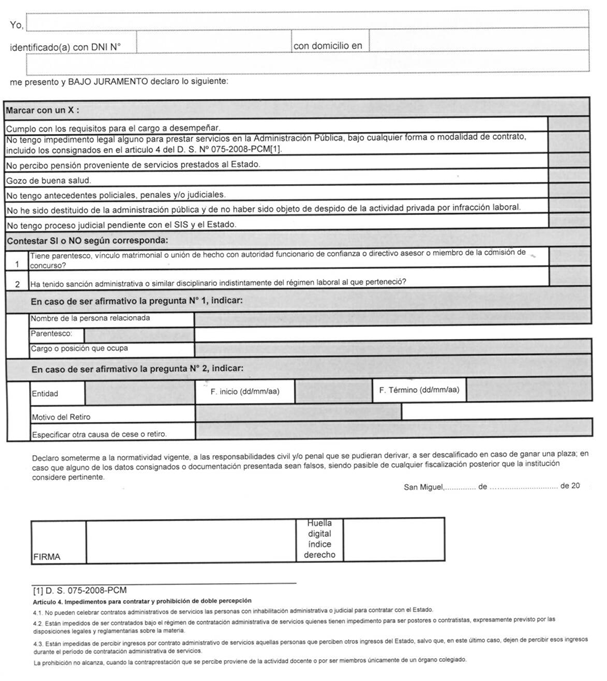 Yo,
identificado(a) con DNI N° con domicilio en
me presento y BAJO JURAMENTO declaro lo siguiente:
Marcar con un X :
Cumplo con los requisitos para el cargo a desempeñar.
No tengo impedimento legal alguno para prestar servicios en la Administración Pública, bajo cualquier forma o modalidad de contrato,
incluido los consignados en el articulo 4 del D. S. Nº 075-2008-PCM[1].
No percibo pensión proveniente de servicios prestados al Estado.
Gozo de buena salud.
No tengo antecedentes policiales, penales y/o judiciales.
No he sido destituido de la administración pública y de no haber sido objeto de despido de la actividad privada por infracción laboral.
No tengo proceso judicial pendiente con el SIS y el Estado.
Contestar SI o NO según corresponda:
1 Tiene parentesco, vínculo matrimonial o unión de hecho con autoridad funcionario de confianza o directivo asesor o miembro de la comisión de
concurso?
2 Ha tenido sanción administrativa o similar disciplinario indistintamente del régimen laboral al que perteneció?
En caso de ser afirmativo la pregunta N° 1, indicar:
Nombre de la persona relacionada
Parentesco:
Cargo o posición que ocupa
En caso de ser afirmativo la pregunta N° 2, indicar:
Entidad F. inicio (dd/mm/aa) F. Término (dd/mm/aa)
Motivo del Retiro
Especificar otra causa de cese o retiro
Declaro someterme a la normatividad vigente, a las responsabilidades civil y/o penal que se pudieran derivar, a ser descalificado en caso de ganar una plaza; en
caso que alguno de los datos consignados o documentación presentada sean falsos, siendo pasible de cualquier fiscalización posterior que la institución
considere pertinente.
San Miguel,............ de .............................. de 20
FIRMA
Huella
digital
índice
derecho
[1] D. S. 075-2008-PCM
Artículo 4. Impedimentos para contratar y prohibición de doble percepción
4.1. No pueden celebrar contratos administrativos de servicios las personas con inhabilitación administrativa o judicial para contratar con el Estado.
4.2. Están impedidos de ser contratados bajo el régimen de contratación administrativa de servicios quienes tienen impedimento para ser postores o contratistas, expresamente previsto por las
disposiciones legales y reglamentarias sobre la materia.
4.3. Están impedidas de percibir ingresos por contrato administrativo de servicios aquellas personas que perciben otros ingresos del Estado, salvo que, en este último caso, dejen de percibir esos ingresos
durante el período de contratación administrativa de servicios.
La prohibición no alcanza, cuando la contraprestación que se percibe proviene de la actividad docente o por ser miembros únicamente de un órgano colegiado.